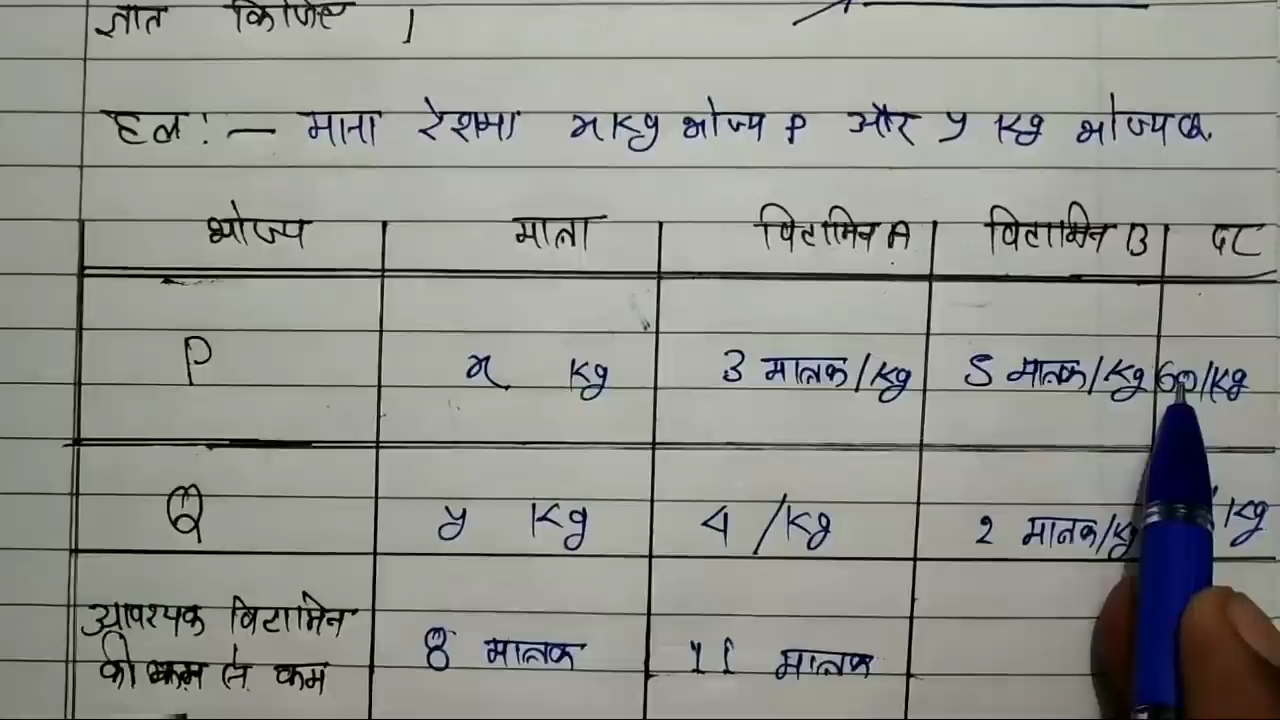 ज्ञात किजिए ।
हल :- माना रेशमा x kg भोज्य P और y kg भोज्य Q
भोज्य मात्रा विटामिन A विटामिन B दर
P x kg 3 मात्रक/kg 5 मात्रक/kg 60/kg
Q y kg 4 /kg 2 मात्रक/kg /kg
आवश्यक विटामिन
की कम से कम 8 मात्रक 11 मात्रक